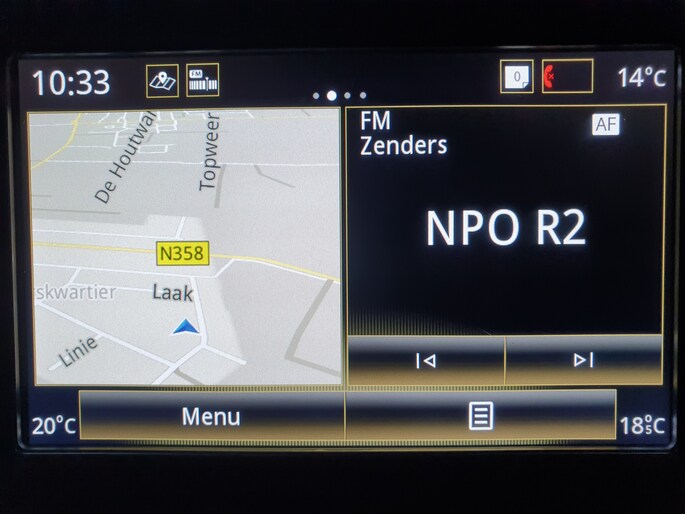 10:33
FM
0
14°C
De Houtwal
Topweer
N358
skwartier
Laak
Linie
FM
Zenders
AF
NPO R2
20°C
Menu
18°5C